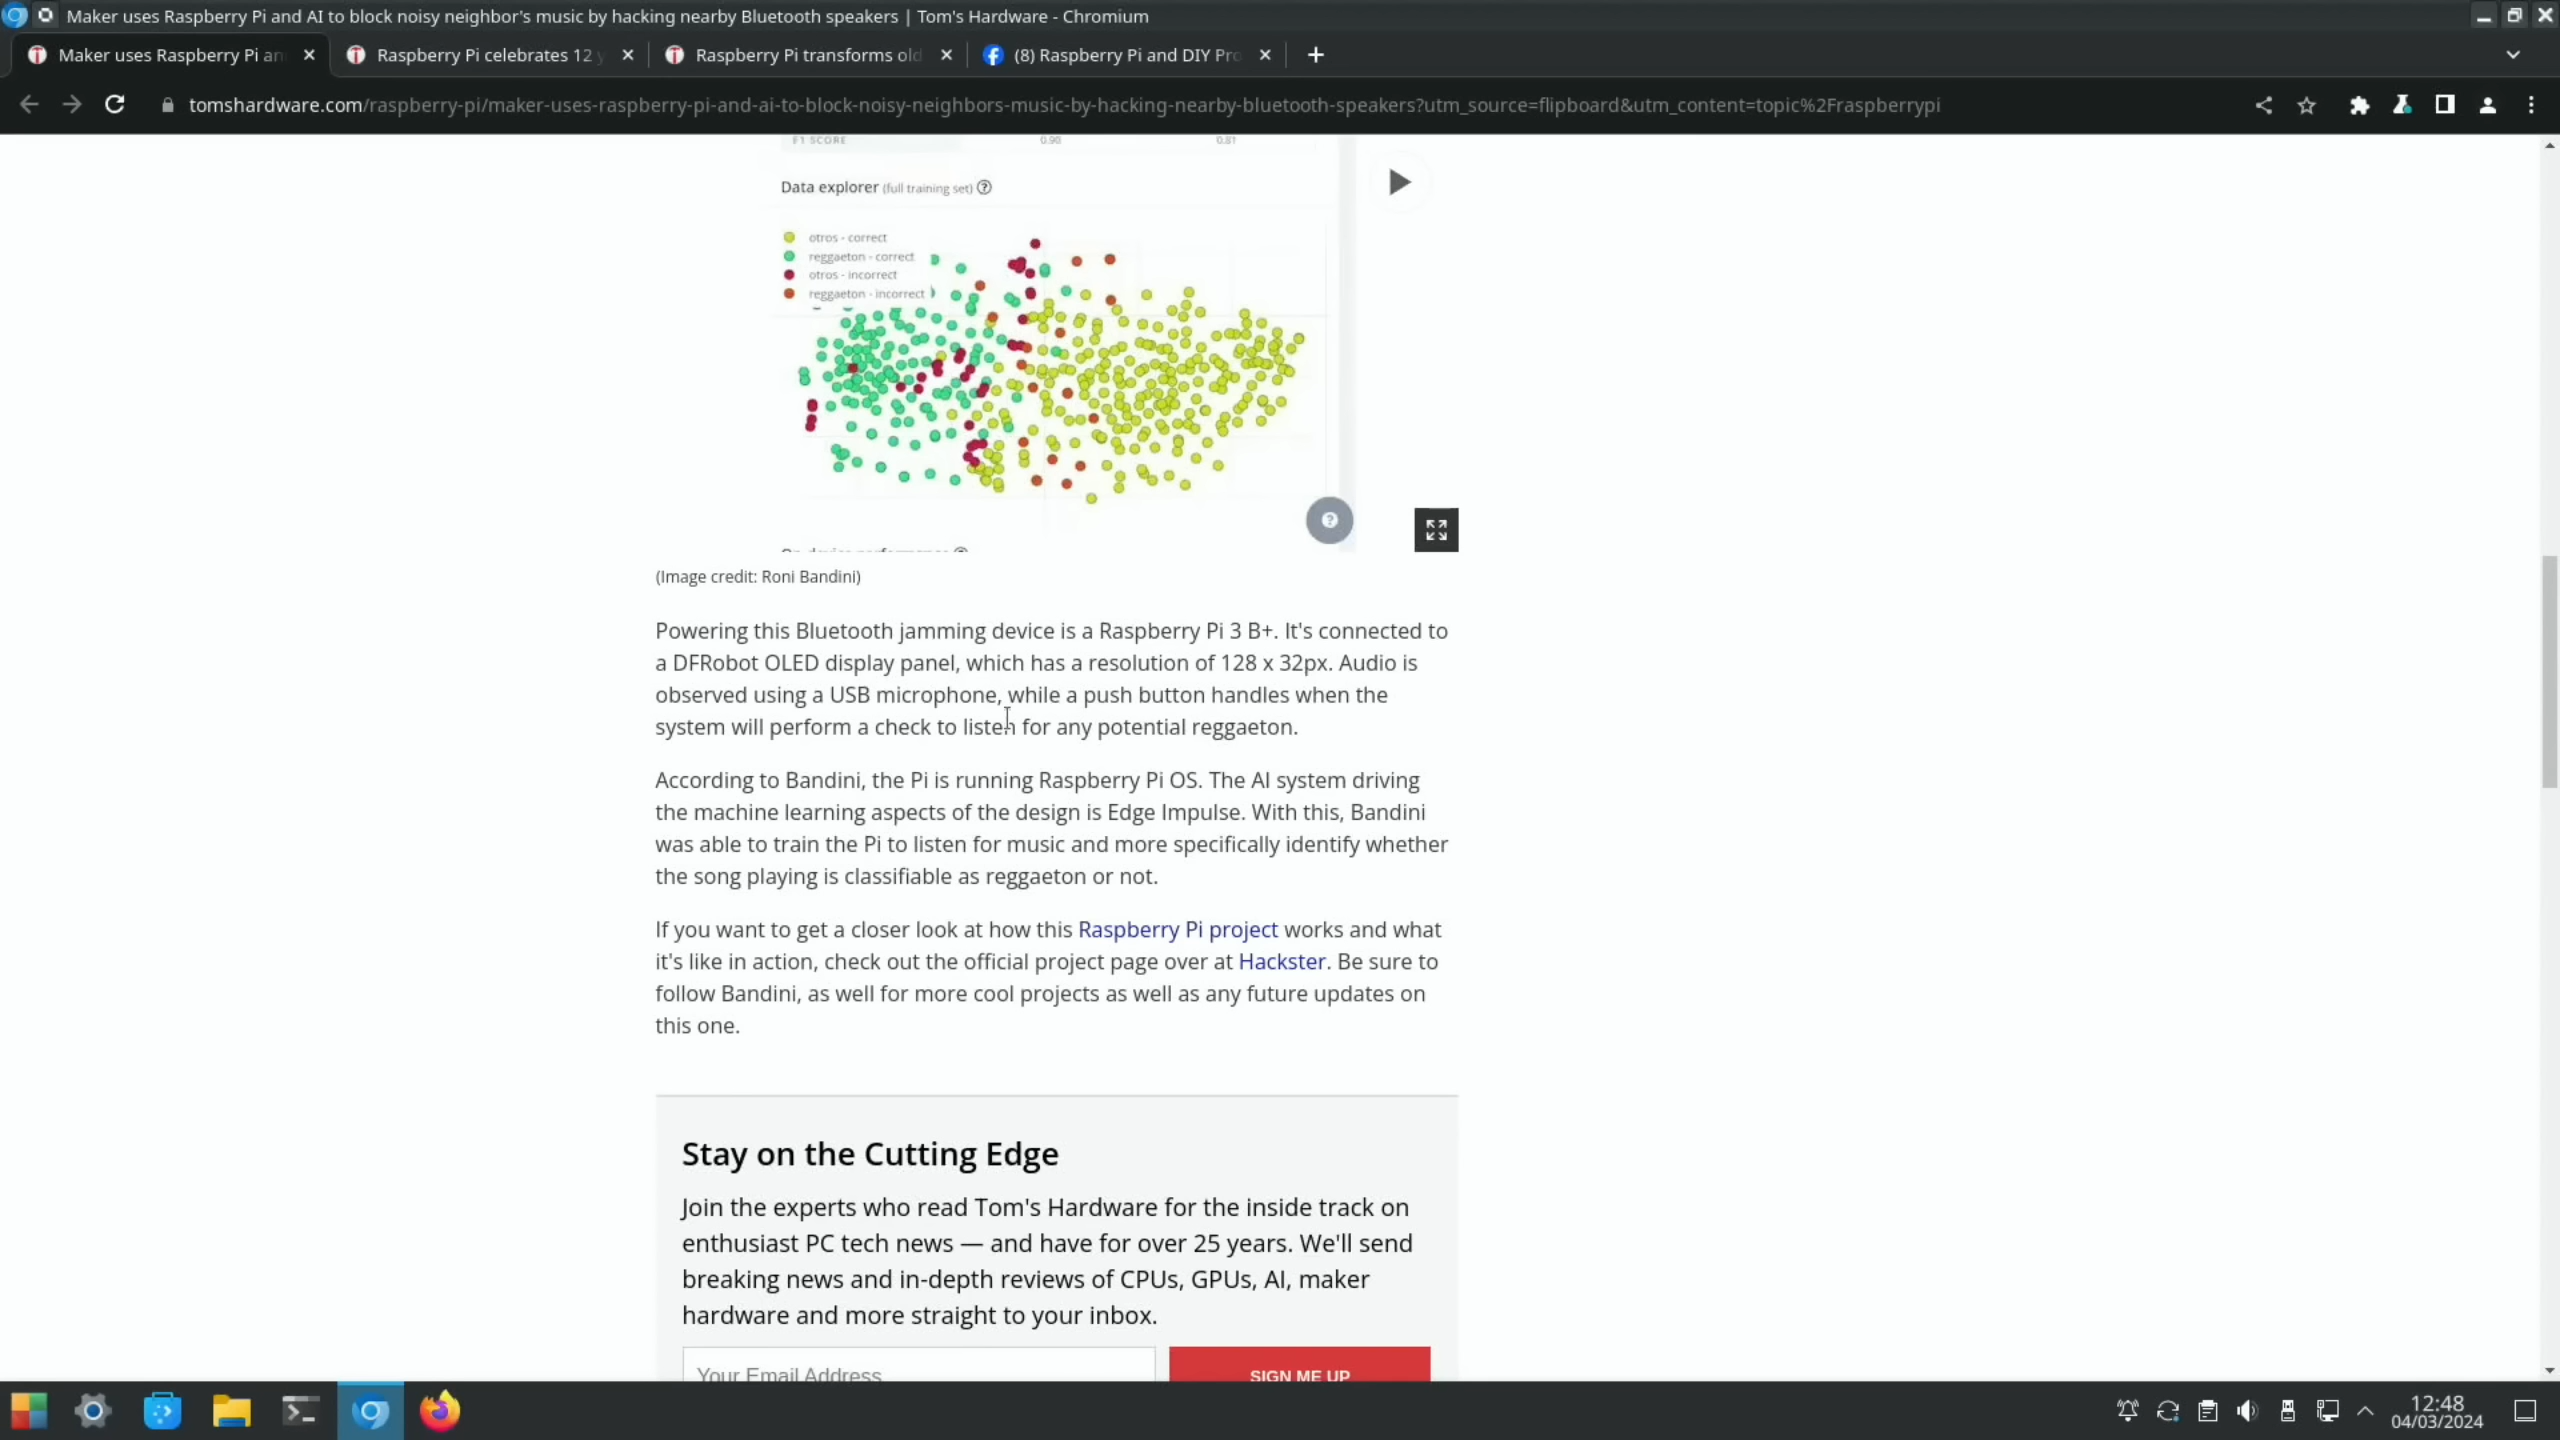 Maker uses Raspberry Pi and AI to block noisy neighbor's music by hacking nearby Bluetooth speakers | Tom's Hardware - Chromium
Maker uses Raspberry Pi an
Raspberry Pi celebrates 12 y
Raspberry Pi transforms old
(8) Raspberry Pi and DIY Pro
tomshardware.com/raspberry-pi/maker-uses-raspberry-pi-and-ai-to-block-noisy-neighbors-music-by-hacking-nearby-bluetooth-speakers?utm_source=flipboard&utm_content=topic%2Fraspberrypi
F1 SCORE 0.90 0.81
Data explorer (full training set) ?
otros - correct
reggaeton - correct
otros - incorrect
reggaeton - incorrect
?
On-device performance ?
(Image credit: Roni Bandini)
Powering this Bluetooth jamming device is a Raspberry Pi 3 B+. It's connected to
a DFRobot OLED display panel, which has a resolution of 128 x 32px. Audio is
observed using a USB microphone, while a push button handles when the
system will perform a check to listen for any potential reggaeton.
According to Bandini, the Pi is running Raspberry Pi OS. The AI system driving
the machine learning aspects of the design is Edge Impulse. With this, Bandini
was able to train the Pi to listen for music and more specifically identify whether
the song playing is classifiable as reggaeton or not.
If you want to get a closer look at how this Raspberry Pi project works and what
it's like in action, check out the official project page over at Hackster. Be sure to
follow Bandini, as well for more cool projects as well as any future updates on
this one.
Stay on the Cutting Edge
Join the experts who read Tom's Hardware for the inside track on
enthusiast PC tech news — and have for over 25 years. We'll send
breaking news and in-depth reviews of CPUs, GPUs, AI, maker
hardware and more straight to your inbox.
Your Email Address
SIGN ME UP
12:48
04/03/2024